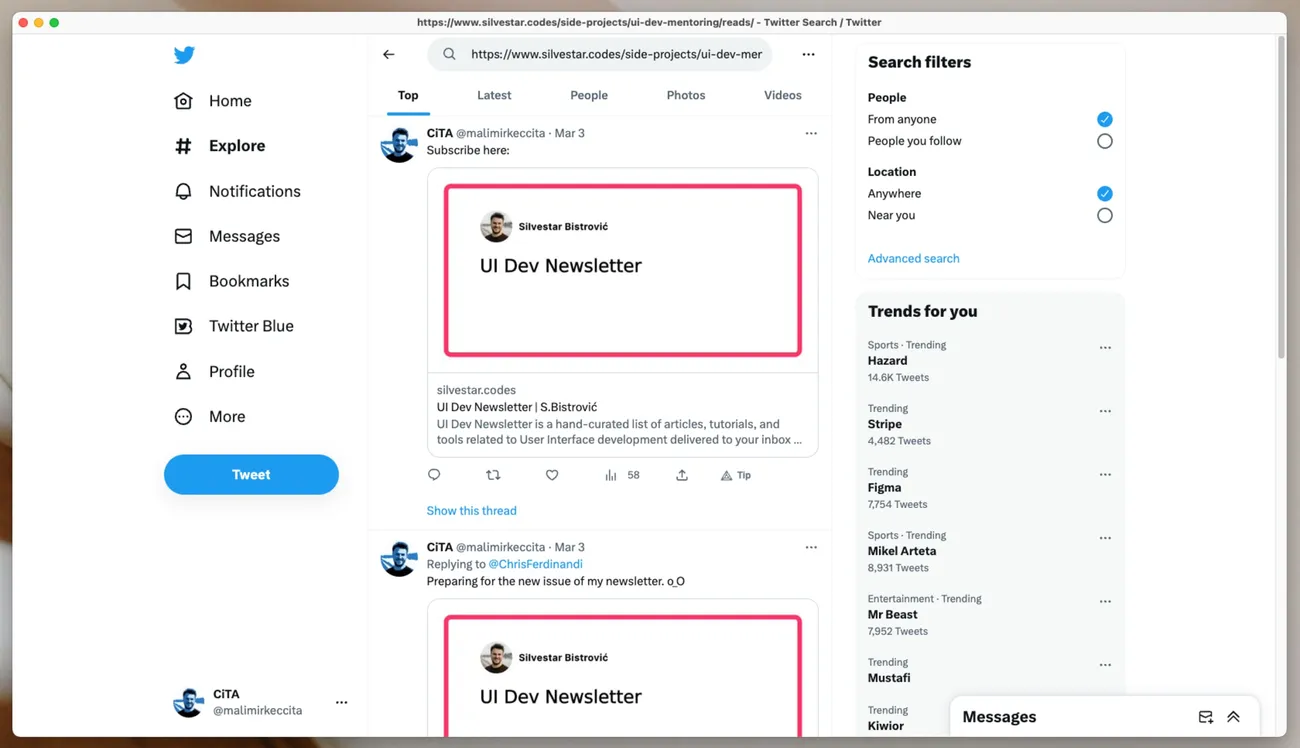 https://www.silvestar.codes/side-projects/ui-dev-mentoring/reads/ - Twitter Search / Twitter
Home
Explore
Notifications
Messages
Bookmarks
Twitter Blue
Profile
More
Tweet
CiTA
@malimirkeccita
https://www.silvestar.codes/side-projects/ui-dev-mer
Top
Latest
People
Photos
Videos
CiTA @malimirkeccita · Mar 3
Subscribe here:
Silvestar Bistrović
UI Dev Newsletter
silvestar.codes
UI Dev Newsletter | S.Bistrović
UI Dev Newsletter is a hand-curated list of articles, tutorials, and
tools related to User Interface development delivered to your inbox ...
58
Tip
Show this thread
CiTA @malimirkeccita · Mar 3
Replying to @ChrisFerdinandi
Preparing for the new issue of my newsletter. o_O
Silvestar Bistrović
UI Dev Newsletter
Search filters
People
From anyone
People you follow
Location
Anywhere
Near you
Advanced search
Trends for you
Sports · Trending
Hazard
14.6K Tweets
Trending
Stripe
4,482 Tweets
Trending
Figma
7,754 Tweets
Sports · Trending
Mikel Arteta
8,931 Tweets
Entertainment · Trending
Mr Beast
7,952 Tweets
Trending
Mustafi
Trending
Kiwior
Messages